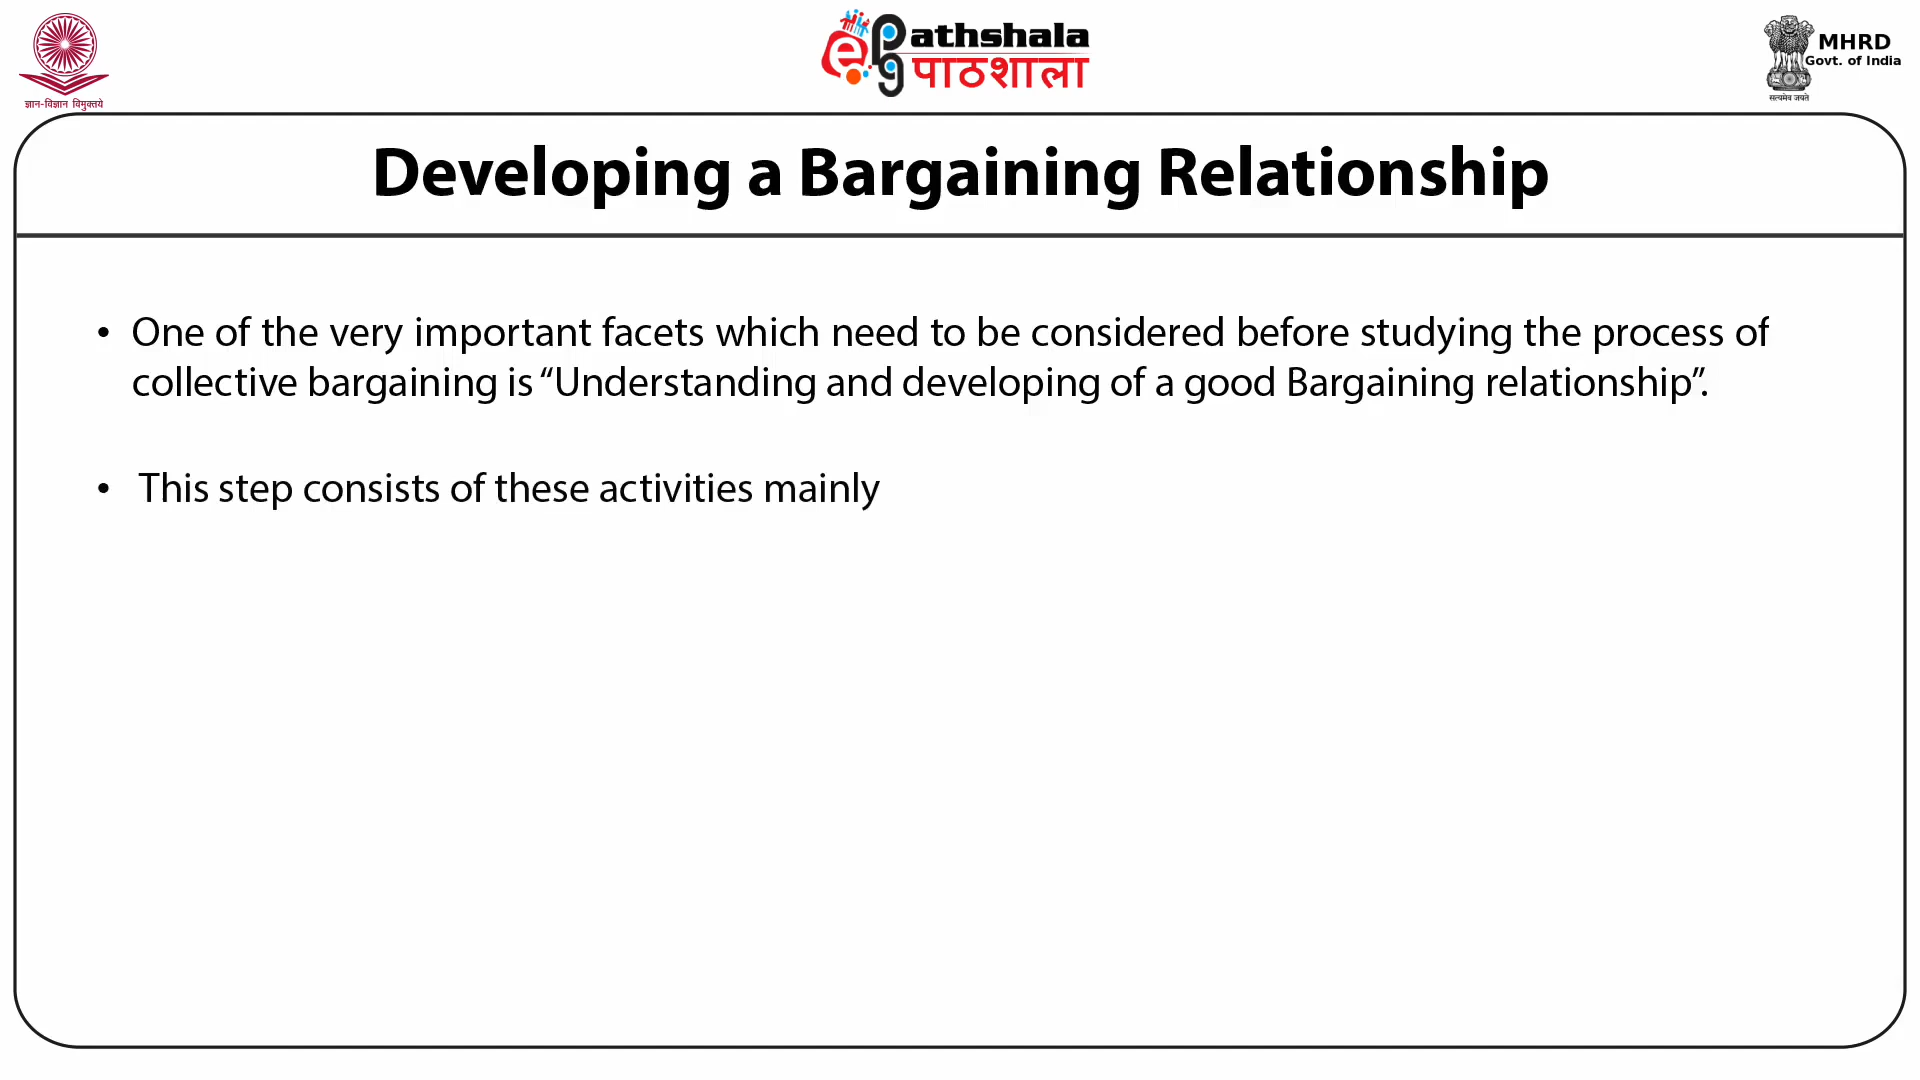 ज्ञान-विज्ञान विमुक्तये
ePathshala
पाठशाला
MHRD
Govt. of India
सत्यमेव जयते
Developing a Bargaining Relationship
• One of the very important facets which need to be considered before studying the process of
collective bargaining is “Understanding and developing of a good Bargaining relationship”.
• This step consists of these activities mainly